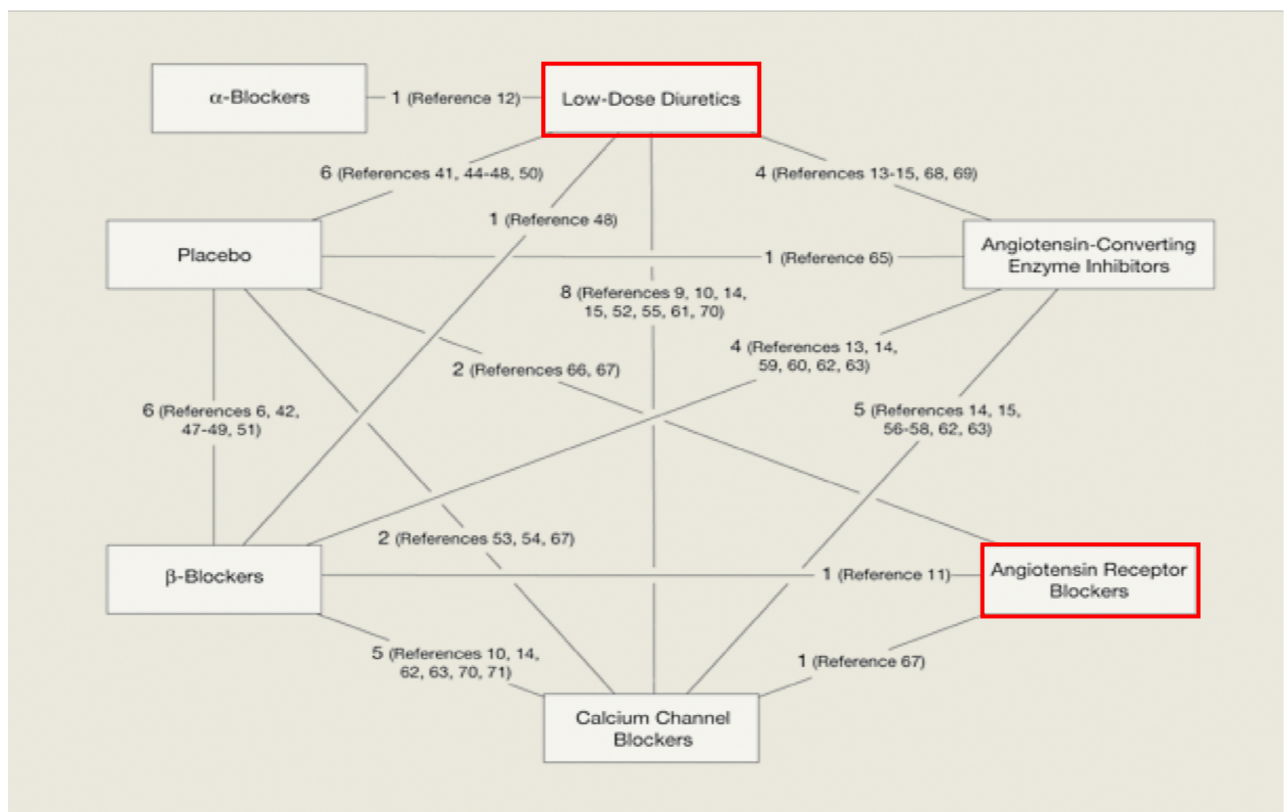 α-Blockers
1 (Reference 12)
Low-Dose Diuretics
6 (References 41, 44-48, 50)
4 (References 13-15, 68, 69)
1 (Reference 48)
Placebo
1 (Reference 65)
Angiotensin-Converting
Enzyme Inhibitors
8 (References 9, 10, 14,
15, 52, 55, 61, 70)
4 (References 13, 14,
59, 60, 62, 63)
2 (References 66, 67)
6 (References 6, 42,
47-49, 51)
5 (References 14, 15,
56-58, 62, 63)
2 (References 53, 54, 67)
β-Blockers
1 (Reference 11)
Angiotensin Receptor
Blockers
5 (References 10, 14,
62, 63, 70, 71)
1 (Reference 67)
Calcium Channel
Blockers